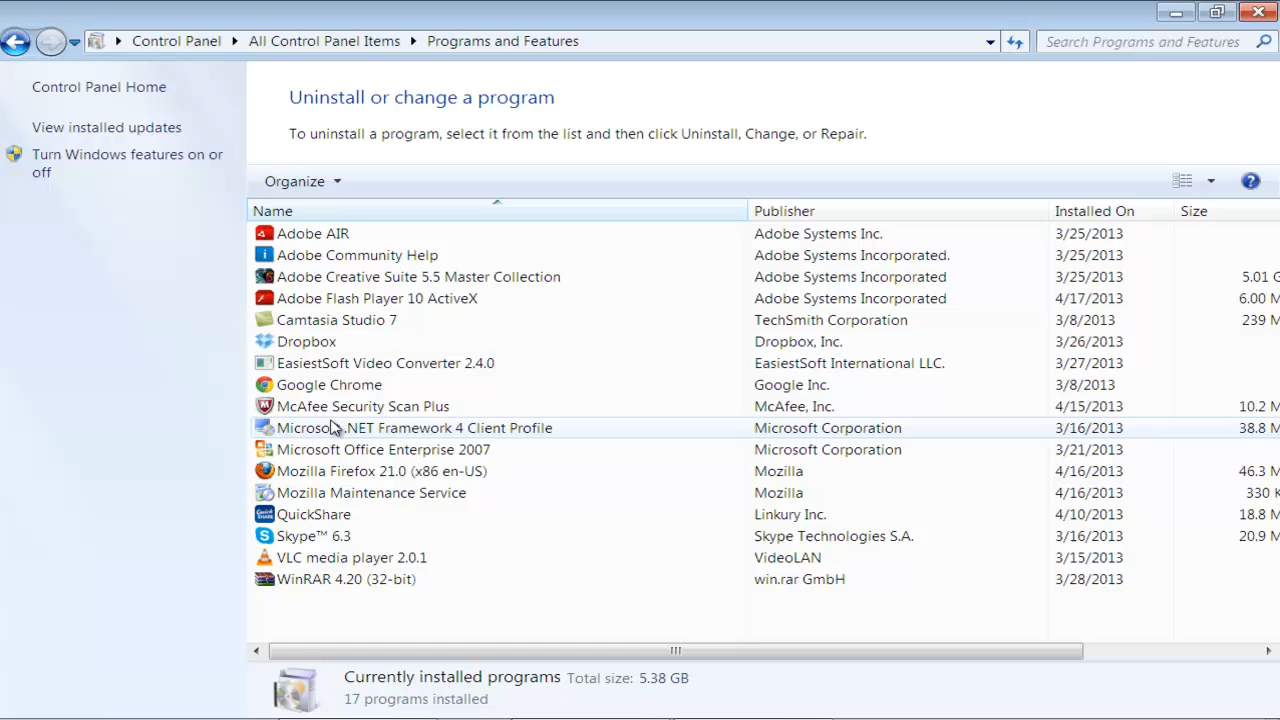 Control Panel ▸ All Control Panel Items ▸ Programs and Features
Search Programs and Features
Control Panel Home
View installed updates
Turn Windows features on or
off
Uninstall or change a program
To uninstall a program, select it from the list and then click Uninstall, Change, or Repair.
Organize
Name Publisher Installed On Size
Adobe AIR Adobe Systems Inc. 3/25/2013
Adobe Community Help Adobe Systems Incorporated. 3/25/2013
Adobe Creative Suite 5.5 Master Collection Adobe Systems Incorporated 3/25/2013 5.01 G
Adobe Flash Player 10 ActiveX Adobe Systems Incorporated 4/17/2013 6.00 M
Camtasia Studio 7 TechSmith Corporation 3/8/2013 239 M
Dropbox Dropbox, Inc. 3/26/2013
EasiestSoft Video Converter 2.4.0 EasiestSoft International LLC. 3/27/2013
Google Chrome Google Inc. 3/8/2013
McAfee Security Scan Plus McAfee, Inc. 4/15/2013 10.2 M
Microsoft .NET Framework 4 Client Profile Microsoft Corporation 3/16/2013 38.8 M
Microsoft Office Enterprise 2007 Microsoft Corporation 3/21/2013
Mozilla Firefox 21.0 (x86 en-US) Mozilla 4/16/2013 46.3 M
Mozilla Maintenance Service Mozilla 4/16/2013 330 K
QuickShare Linkury Inc. 4/10/2013 18.8 M
Skype™ 6.3 Skype Technologies S.A. 3/16/2013 20.9 M
VLC media player 2.0.1 VideoLAN 3/15/2013
WinRAR 4.20 (32-bit) win.rar GmbH 3/28/2013
Currently installed programs Total size: 5.38 GB
17 programs installed